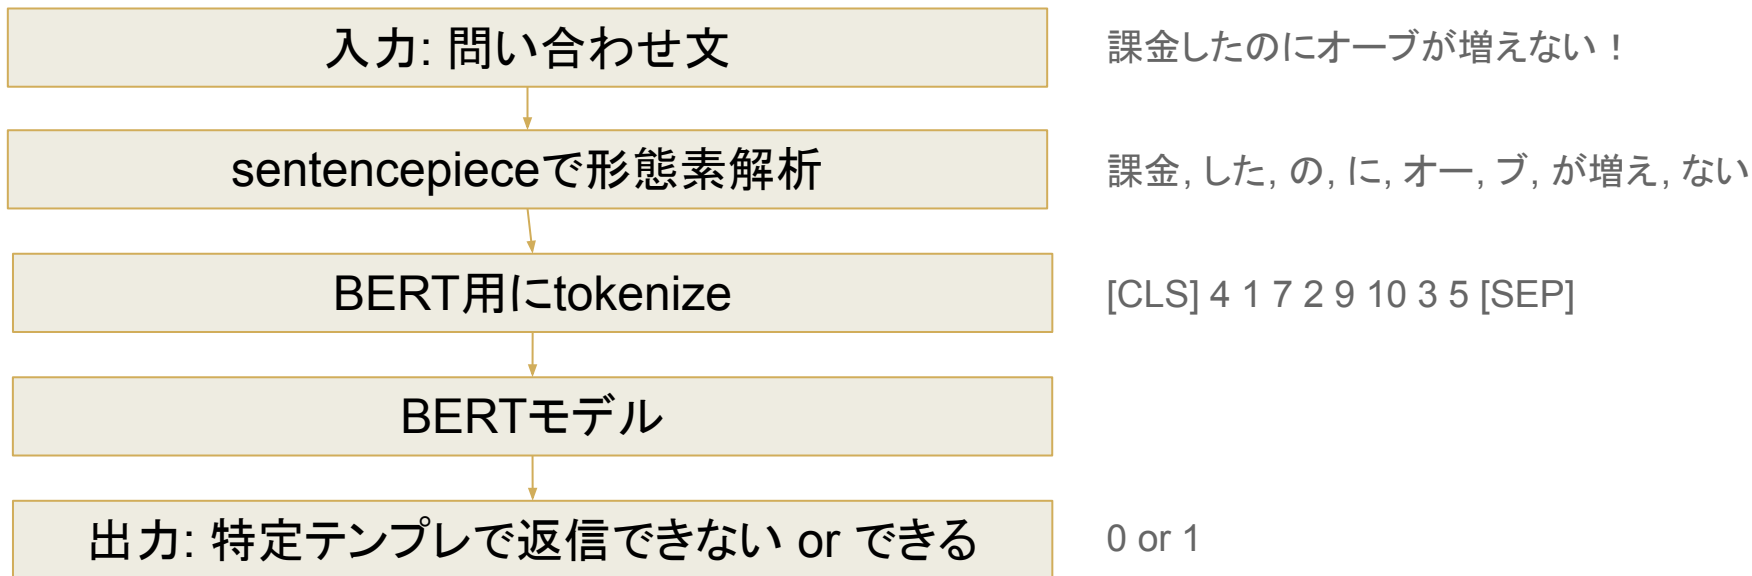 入力: 問い合わせ文
課金したのにオーブが増えない！
sentencepieceで形態素解析
課金, した, の, に, オー, ブ, が増え, ない
BERT用にtokenize
[CLS] 4 1 7 2 9 10 3 5 [SEP]
BERTモデル
出力: 特定テンプレで返信できない or できる
0 or 1